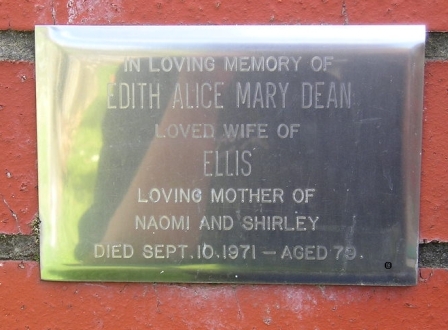 IN LOVING MEMORY OF
EDITH ALICE MARY DEAN
LOVED WIFE OF
ELLIS
LOVING MOTHER OF
NAOMI AND SHIRLEY
DIED SEPT. 10. 1971 — AGED 79.